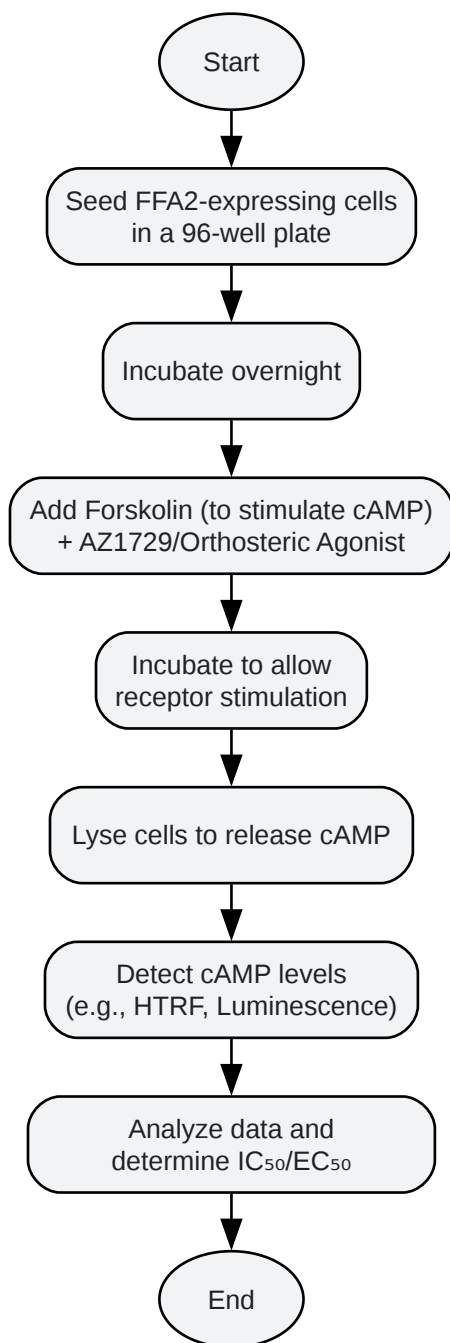 Start
Seed FFA2-expressing cells
in a 96-well plate
Incubate overnight
Add Forskolin (to stimulate cAMP)
+ AZ1729/Orthosteric Agonist
Incubate to allow
receptor stimulation
Lyse cells to release cAMP
Detect cAMP levels
(e.g., HTRF, Luminescence)
Analyze data and
determine IC₅₀/EC₅₀
End